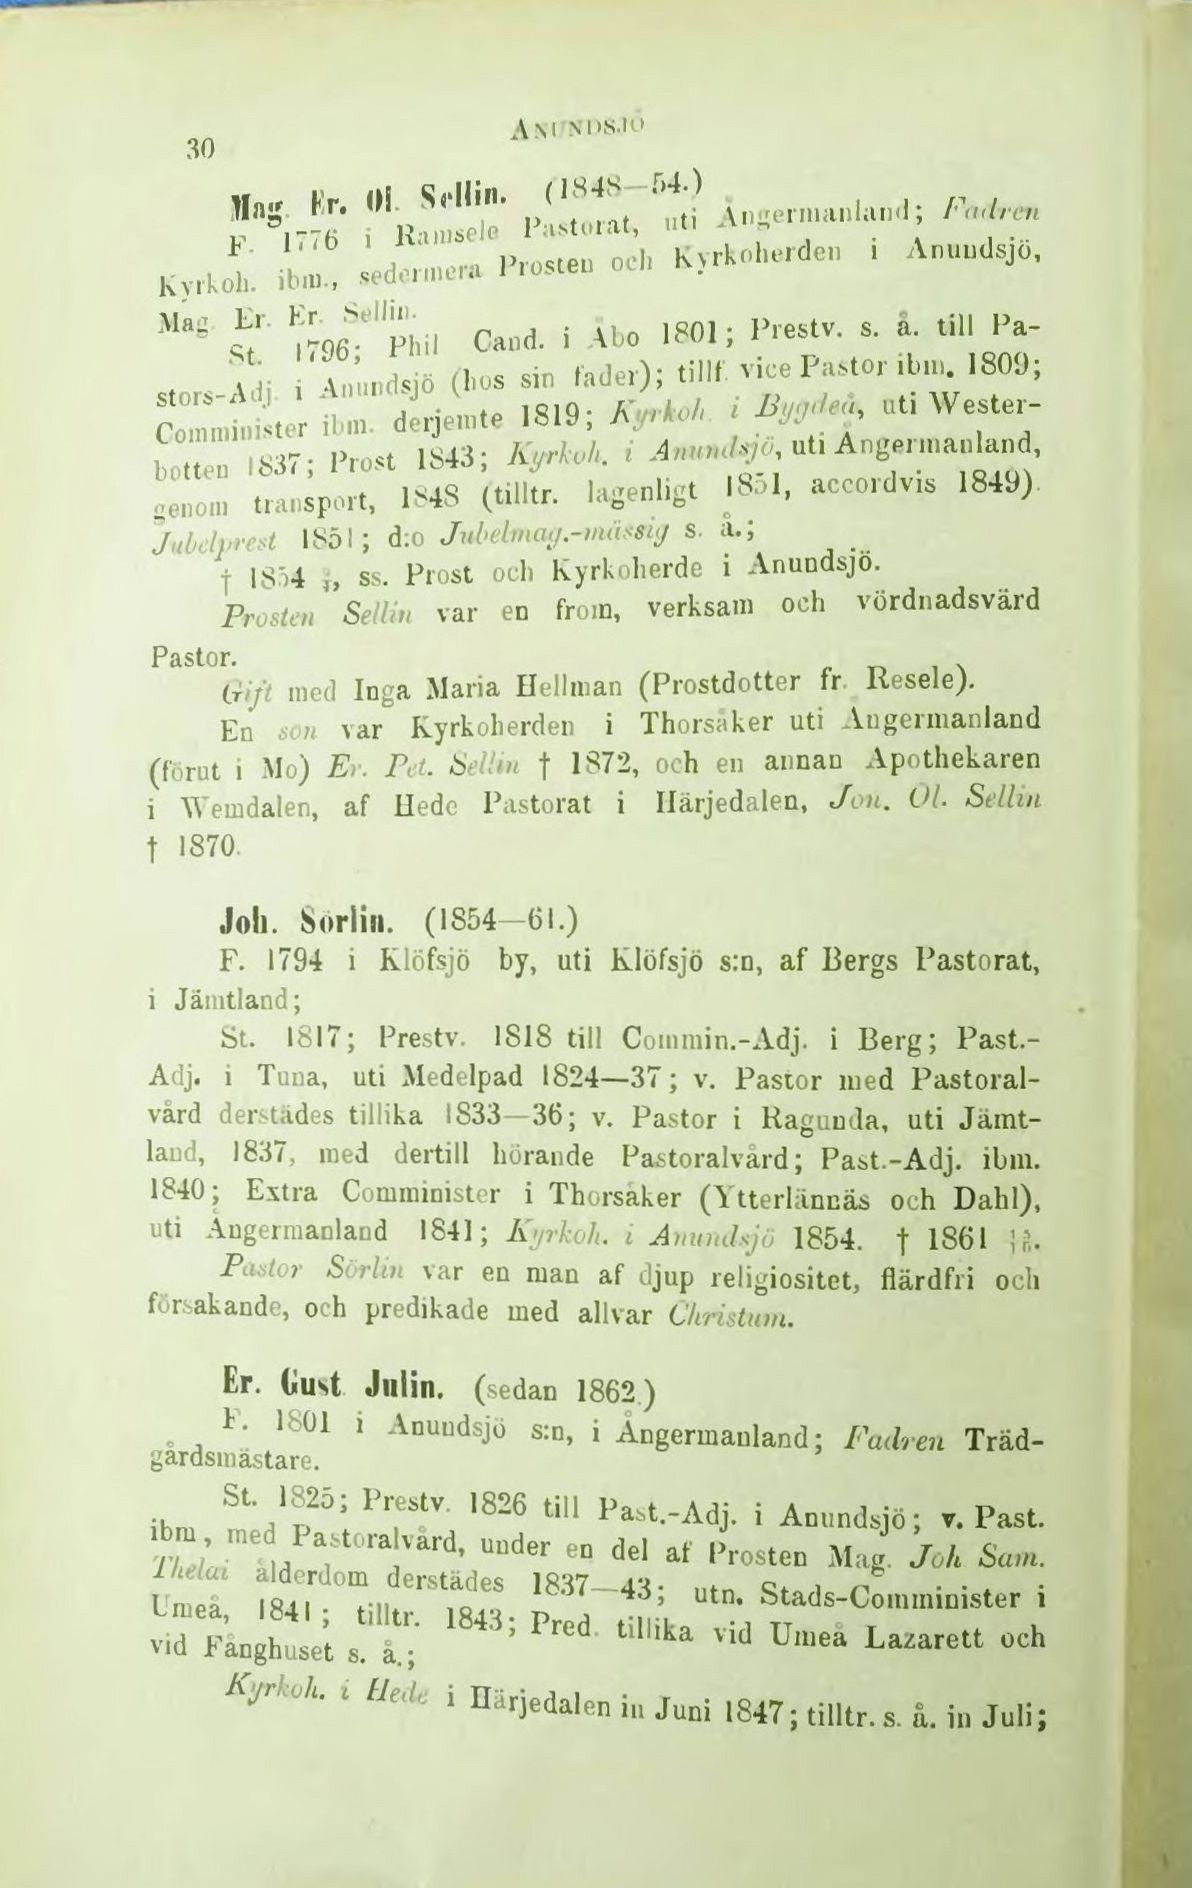 30
ANUNDSJÖ
Mag. Er. Ol. Sellin. (1848—54.)
F. 1776 i Ramsele Pastorat, uti Ångermanland; Fadren
Kyrkoh. ibm., sedermera Prosten och Kyrkoherden i Anundsjö,
Mag. Er. Er. Sellin.
St. 1796; Phil Cand. i Åbo 1801; Prestv. s. å. till Pa-
stors-Adj. i Anundsjö (hos sin fader); tillf. vice Pastor ibm. 1809;
Comminister ibm. derjemte 1819; Kyrkoh. i Bygdeå, uti Wester-
botten 1837; Prost 1843; Kyrkoh. i Anundsjö, uti Ångermanland,
genom transport, 1848 (tilltr. lagenligt 1851, accordvis 1849).
Jubelprest 1851; d:o Jubelmag.-mässig s. å.;
† 1854 , ss. Prost och Kyrkoherde i Anundsjö.
Prosten Sellin var en from, verksam och vördnadsvärd
Pastor.
Gift med Inga Maria Hellman (Prostdotter fr. Resele).
En son var Kyrkoherden i Thorsåker uti Ångermanland
(förut i Mo) Er. Pet. Sellin † 1872, och en annan Apothekaren
i Wemdalen, af Hede Pastorat i Härjedalen, Jon. Ol. Sellin
† 1870.
Joh. Sörlin. (1854—61.)
F. 1794 i Klöfsjö by, uti Klöfsjö s:n, af Bergs Pastorat,
i Jämtland;
St. 1817; Prestv. 1818 till Commin.-Adj. i Berg; Past.-
Adj. i Tuna, uti Medelpad 1824—37; v. Pastor med Pastoral-
vård derstädes tillika 1833—36; v. Pastor i Ragunda, uti Jämt-
land, 1837, med dertill hörande Pastoralvård; Past.-Adj. ibm.
1840; Extra Comminister i Thorsåker (Ytterlännäs och Dahl),
uti Ångermanland 1841; Kyrkoh. i Anundsjö 1854. † 1861
Pastor Sörlin var en man af djup religiositet, flärdfri och
försakande, och predikade med allvar Christum.
Er. Gust. Julin. (sedan 1862.)
F. 1801 i Anundsjö s:n, i Ångermanland; Fadren Träd-
gårdsmästare.
St. 1825; Prestv. 1826 till Past.-Adj. i Anundsjö; v. Past.
ibm, med Pastoralvård, under en del af Prosten Mag. Joh Sam.
Thelai ålderdom derstädes 1837—43; utn. Stads-Comminister i
Umeå, 1841; tilltr. 1843; Pred. tillika vid Umeå Lazarett och
vid Fånghuset s. å.;
Kyrkoh. i Hede i Härjedalen in Juni 1847; tilltr. s. å. in Juli;